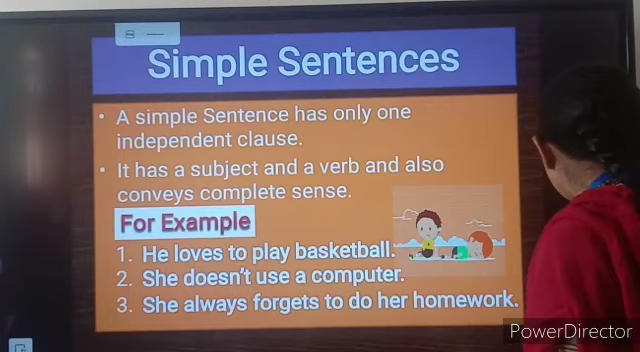 Simple Sentences
• A simple Sentence has only one
independent clause.
• It has a subject and a verb and also
conveys complete sense.
For Example
1. He loves to play basketball.
2. She doesn't use a computer.
3. She always forgets to do her homework.
PowerDirector